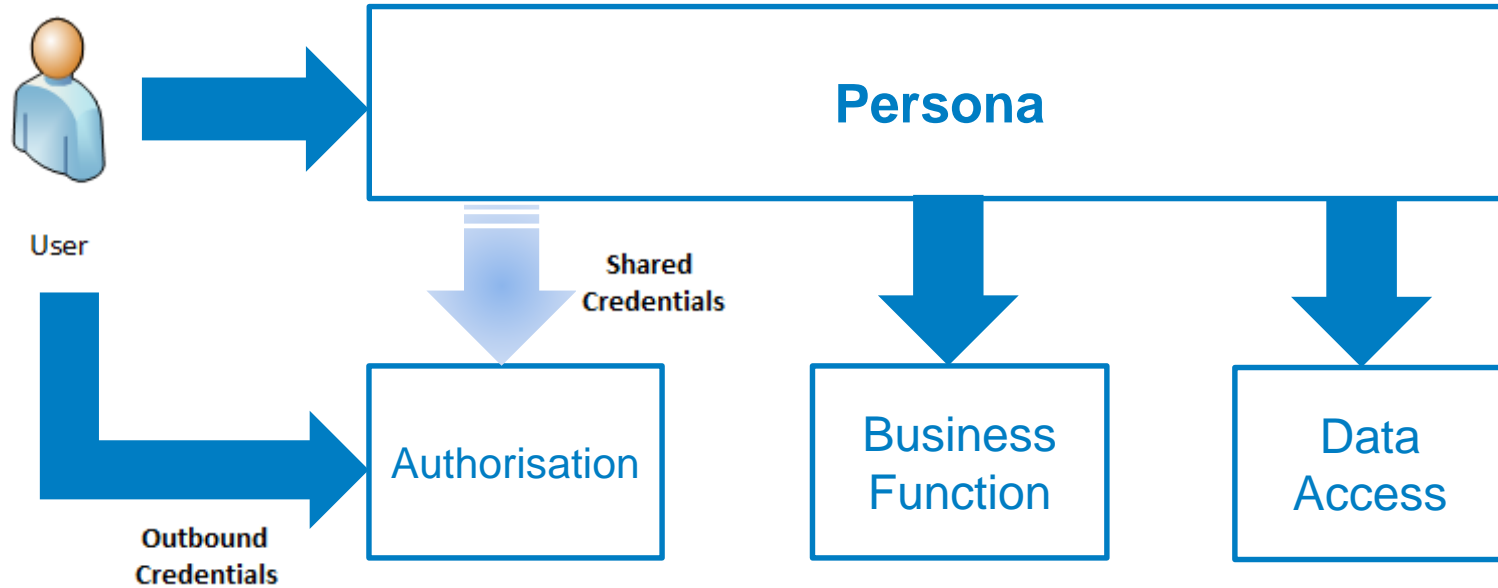 Persona
User
Shared
Credentials
Authorisation
Business
Function
Data
Access
Outbound
Credentials